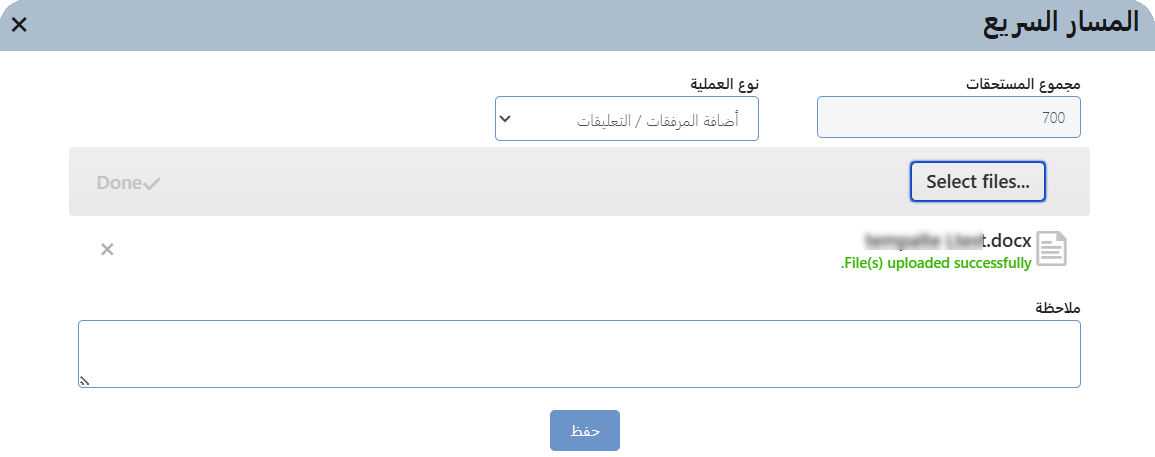 المسار السريع
مجموع المستحقات
نوع العملية
700
أضافة المرفقات / التعليقات
Select files...
Done
.docx
File(s) uploaded successfully.
ملاحظة
حفظ